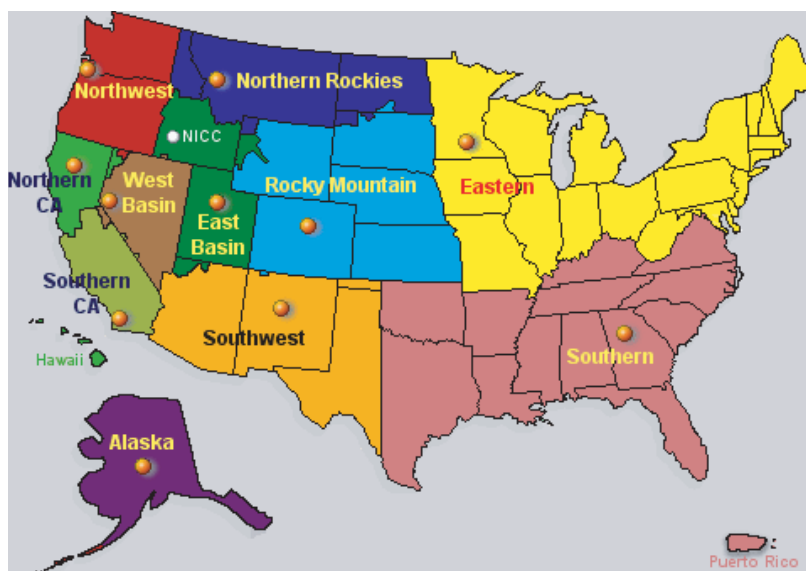 Northern Rockies
Northwest
NICC
Northern
CA
West
Basin
Rocky Mountain
Eastern
East
Basin
Southern
CA
Southwest
Southern
Hawaii
Alaska
Puerto Rico